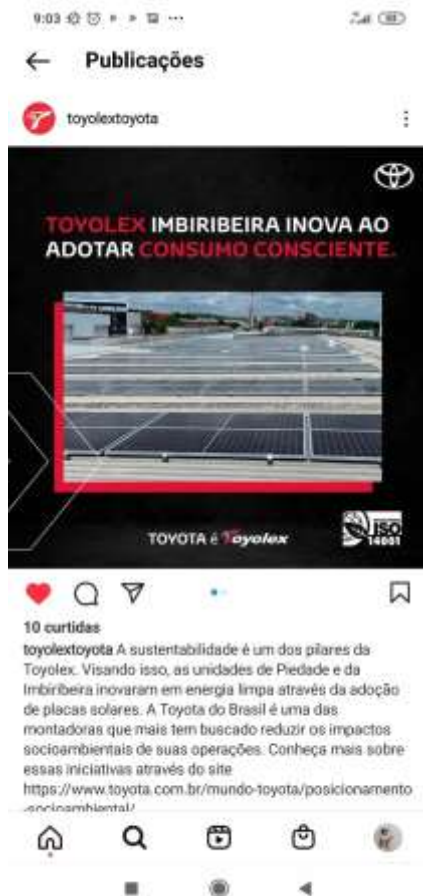 9:03
Publicações
toyolextoyota
TOYOLEX IMBIRIBEIRA INOVA AO
ADOTAR CONSUMO CONSCIENTE.
TOYOTA é Toyolex
ISO
14001
10 curtidas
toyolextoyota A sustentabilidade é um dos pilares da
Toyolex. Visando isso, as unidades de Piedade e da
Imbiribeira inovaram em energia limpa através da adoção
de placas solares. A Toyota do Brasil é uma das
montadoras que mais tem buscado reduzir os impactos
socioambientais de suas operações. Conheça mais sobre
essas iniciativas através do site
https://www.toyota.com.br/mundo-toyota/posicionamento
-socioambiental/